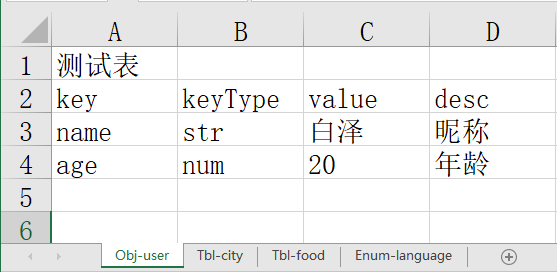 A B C D
1 测试表
2 key keyType value desc
3 name str 白泽 昵称
4 age num 20 年龄
5
6
Obj-user Tbl-city Tbl-food Enum-language